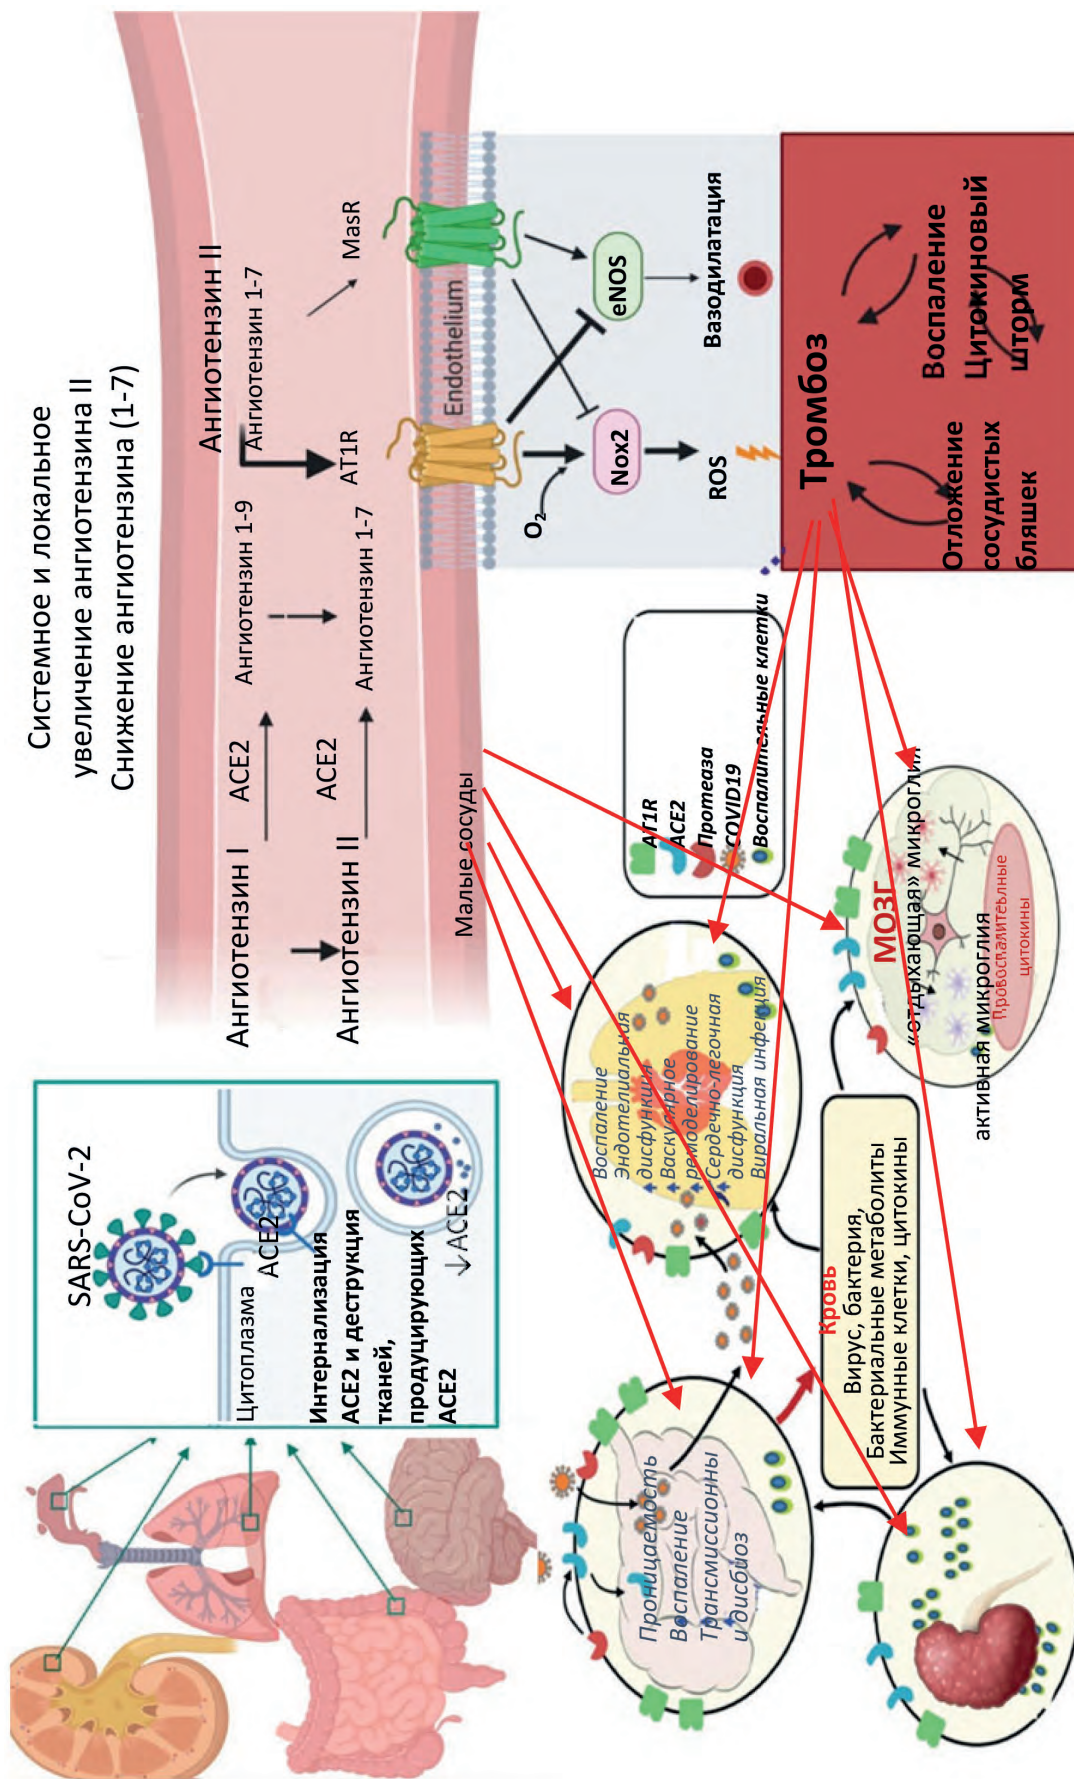 Системное и локальное
увеличение ангиотензина II
Снижение ангиотензина (1-7)
SARS-CoV-2
Цитоплазма
ACE2
Интернализация
ACE2 и деструкция
тканей,
продуцирующих
ACE2
↓ACE2
Ангиотензин I
ACE2
Ангиотензин 1-9
Ангиотензин II
Ангиотензин 1-7
Ангиотензин II
ACE2
Ангиотензин 1-7
AT1R
MasR
Малые сосуды
Endothelium
O₂
Nox2
eNOS
ROS
Вазодилатация
Тромбоз
Отложение
сосудистых
бляшек
Воспаление
Цитокиновый
шторм
AT1R
ACE2
Протеаза
COVID19
Воспалительные клетки
Воспаление
Эндотелиальная
дисфункция
Васкулярное
ремоделирование
Сердечно-легочная
дисфункция
Виральная инфекция
Проницаемость
Воспаление
Трансмиссионны
и дисбиоз
Кровь
Вирус, бактерия,
Бактериальные метаболиты
Иммунные клетки, цитокины
МОЗГ
«отдыхающая» микроглия
Провоспалительные
цитокины
активная микроглия